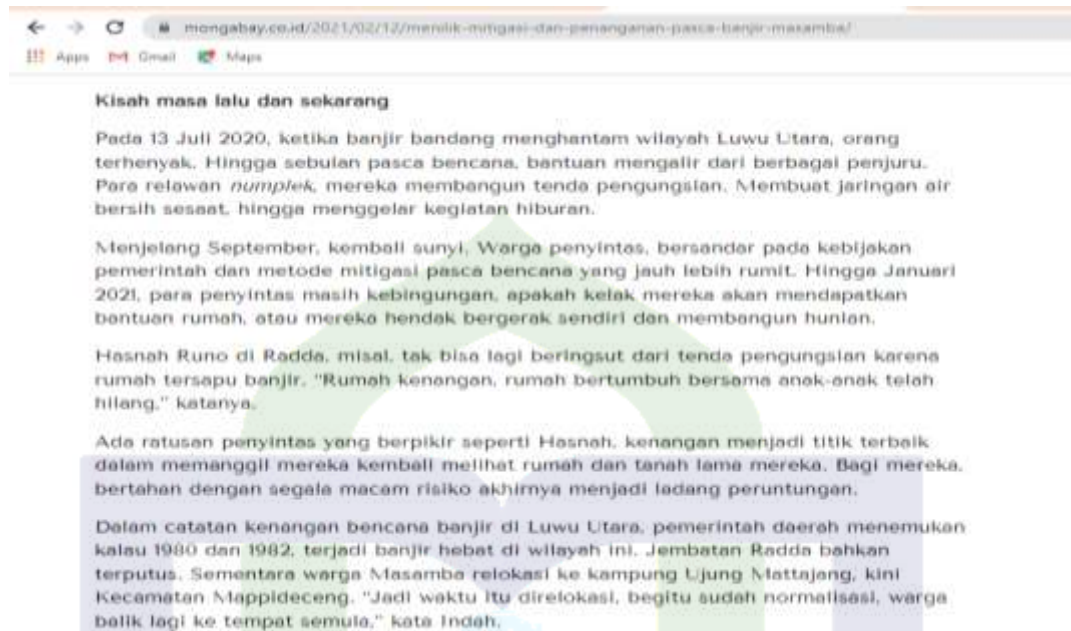 mongabay.co.id/2021/02/12/menilik-mitigasi-dan-penanganan-pasca-banjir-masamba/
Apps Gmail Maps
Kisah masa lalu dan sekarang
Pada 13 Juli 2020, ketika banjir bandang menghantam wilayah Luwu Utara, orang
terhenyak. Hingga sebulan pasca bencana, bantuan mengalir dari berbagai penjuru.
Para relawan numplek, mereka membangun tenda pengungsian. Membuat jaringan air
bersih sesaat, hingga menggelar kegiatan hiburan.
Menjelang September, kembali sunyi. Warga penyintas, bersandar pada kebijakan
pemerintah dan metode mitigasi pasca bencana yang jauh lebih rumit. Hingga Januari
2021, para penyintas masih kebingungan, apakah kelak mereka akan mendapatkan
bantuan rumah, atau mereka hendak bergerak sendiri dan membangun hunian.
Hasnah Runo di Radda, misal, tak bisa lagi beringsut dari tenda pengungsian karena
rumah tersapu banjir. "Rumah kenangan, rumah bertumbuh bersama anak-anak telah
hilang," katanya.
Ada ratusan penyintas yang berpikir seperti Hasnah, kenangan menjadi titik terbaik
dalam memanggil mereka kembali melihat rumah dan tanah lama mereka. Bagi mereka,
bertahan dengan segala macam risiko akhirnya menjadi ladang peruntungan.
Dalam catatan kenangan bencana banjir di Luwu Utara, pemerintah daerah menemukan
kalau 1980 dan 1982, terjadi banjir hebat di wilayah ini. Jembatan Radda bahkan
terputus. Sementara warga Masamba relokasi ke kampung Ujung Mattajang, kini
Kecamatan Mappideceng. "Jadi waktu itu direlokasi, begitu sudah normalisasi, warga
balik lagi ke tempat semula," kata Indah.